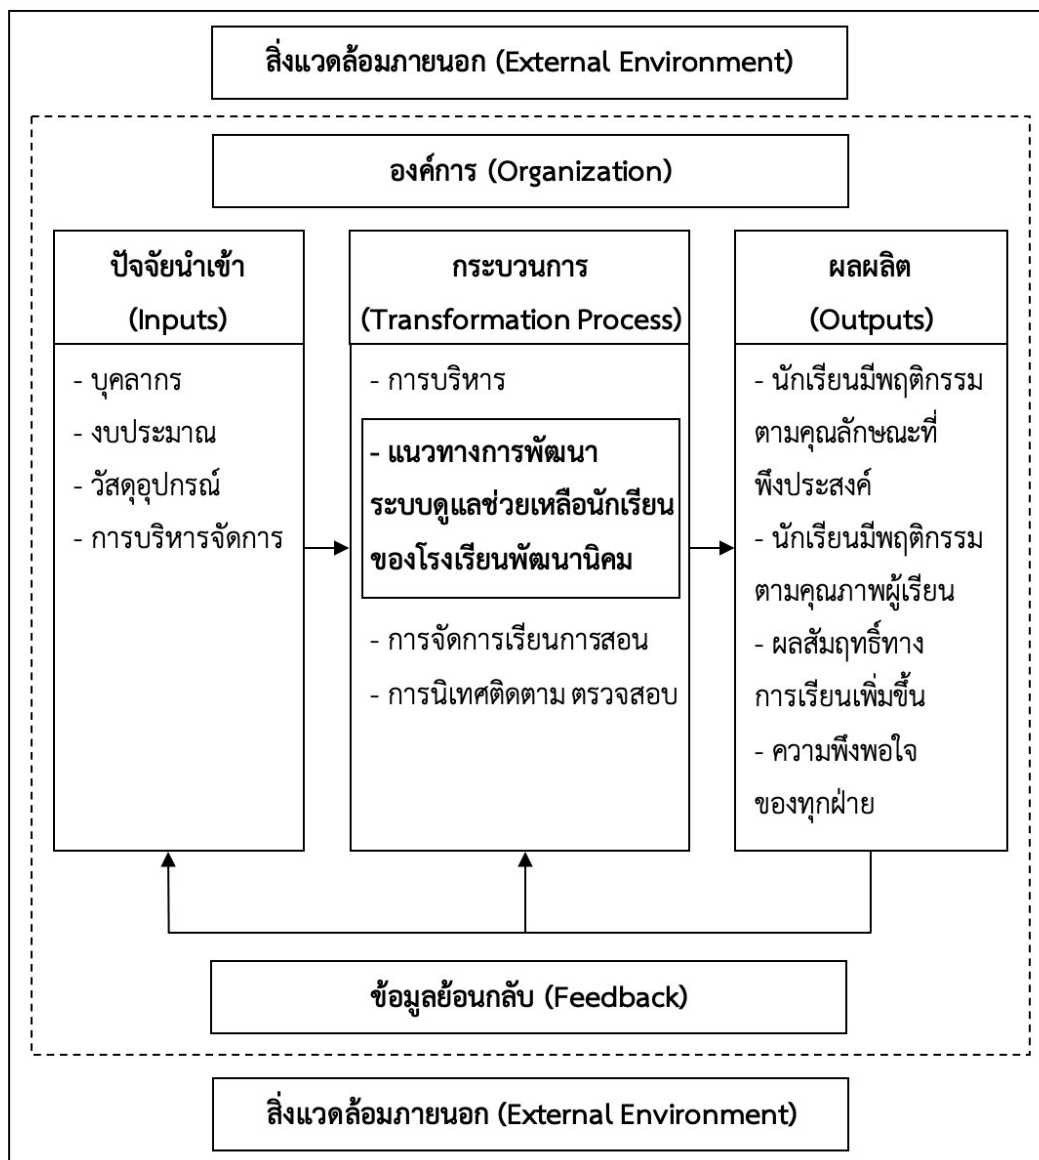 สิ่งแวดล้อมภายนอก (External Environment)
องค์การ (Organization)
ปัจจัยนำเข้า
(Inputs)
- บุคลากร
- งบประมาณ
- วัสดุอุปกรณ์
- การบริหารจัดการ
กระบวนการ
(Transformation Process)
- การบริหาร
- แนวทางการพัฒนา
ระบบดูแลช่วยเหลือนักเรียน
ของโรงเรียนพัฒนานิคม
- การจัดการเรียนการสอน
- การนิเทศติดตาม ตรวจสอบ
ผลผลิต
(Outputs)
- นักเรียนมีพฤติกรรม
ตามคุณลักษณะที่
พึงประสงค์
- นักเรียนมีพฤติกรรม
ตามคุณภาพผู้เรียน
- ผลสัมฤทธิ์ทาง
การเรียนเพิ่มขึ้น
- ความพึงพอใจ
ของทุกฝ่าย
ข้อมูลย้อนกลับ (Feedback)
สิ่งแวดล้อมภายนอก (External Environment)